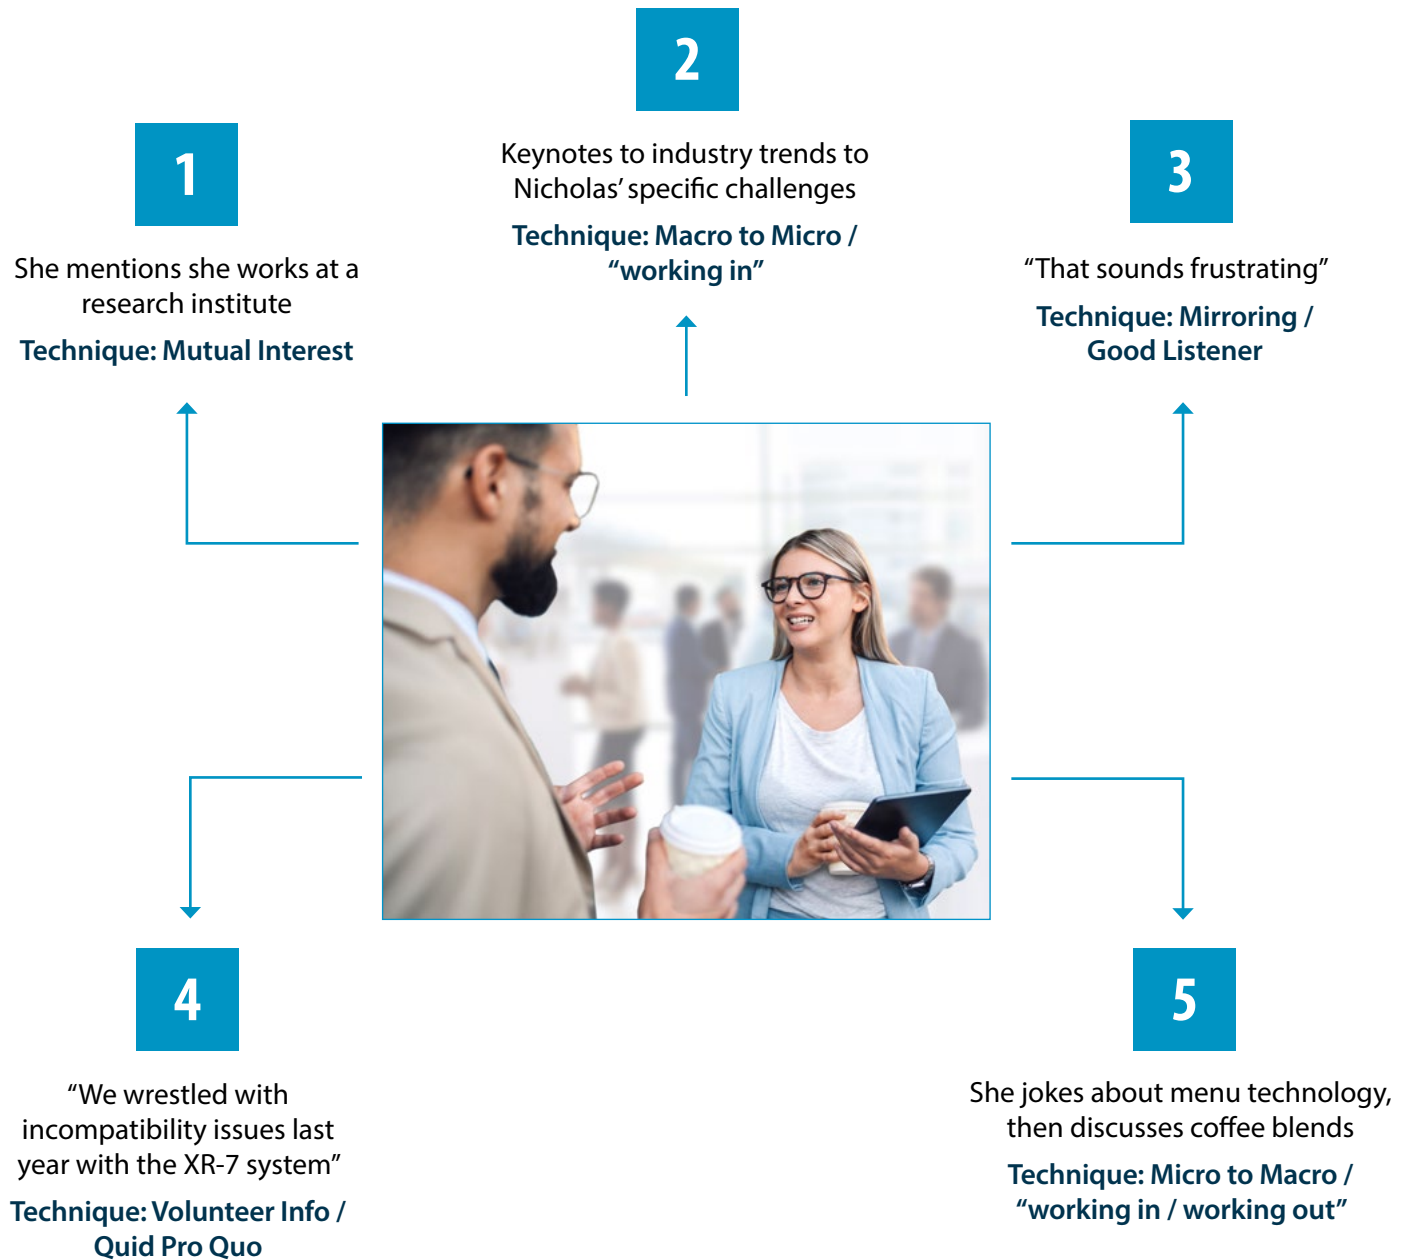 1
She mentions she works at a
research institute
Technique: Mutual Interest
2
Keynotes to industry trends to
Nicholas’ specific challenges
Technique: Macro to Micro /
“working in”
3
“That sounds frustrating”
Technique: Mirroring /
Good Listener
4
“We wrestled with
incompatibility issues last
year with the XR-7 system”
Technique: Volunteer Info /
Quid Pro Quo
5
She jokes about menu technology,
then discusses coffee blends
Technique: Micro to Macro /
“working in / working out”